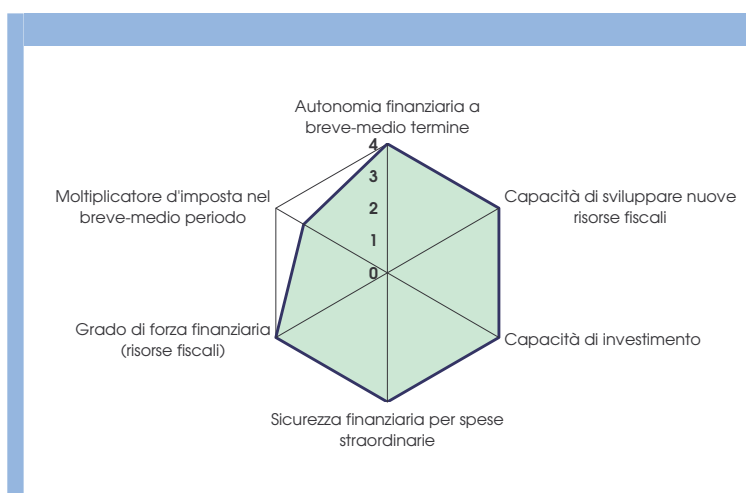 Autonomia finanziaria a
breve-medio termine
4
3
2
1
0
Capacità di sviluppare nuove
risorse fiscali
Capacità di investimento
Sicurezza finanziaria per spese
straordinarie
Grado di forza finanziaria
(risorse fiscali)
Moltiplicatore d'imposta nel
breve-medio periodo